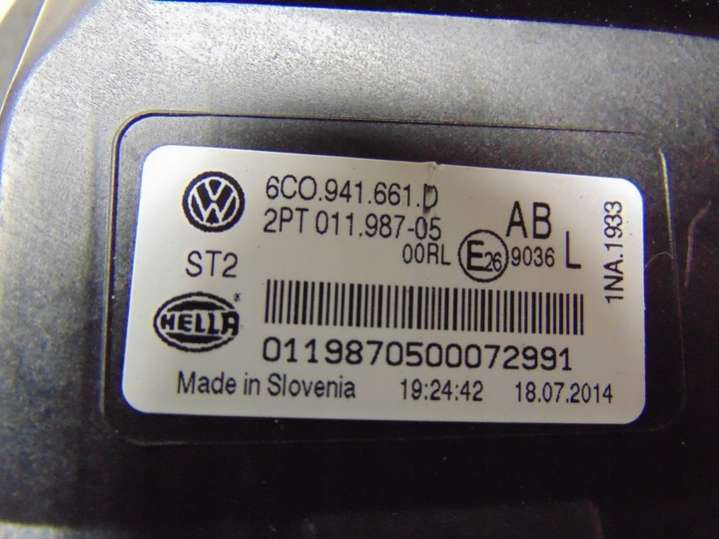 6C0.941.661.D
2PT 011.987-05
AB
00RL E26 9036 L
ST2
HELLA
0119870500072991
Made in Slovenia 19:24:42 18.07.2014
1NA.1933